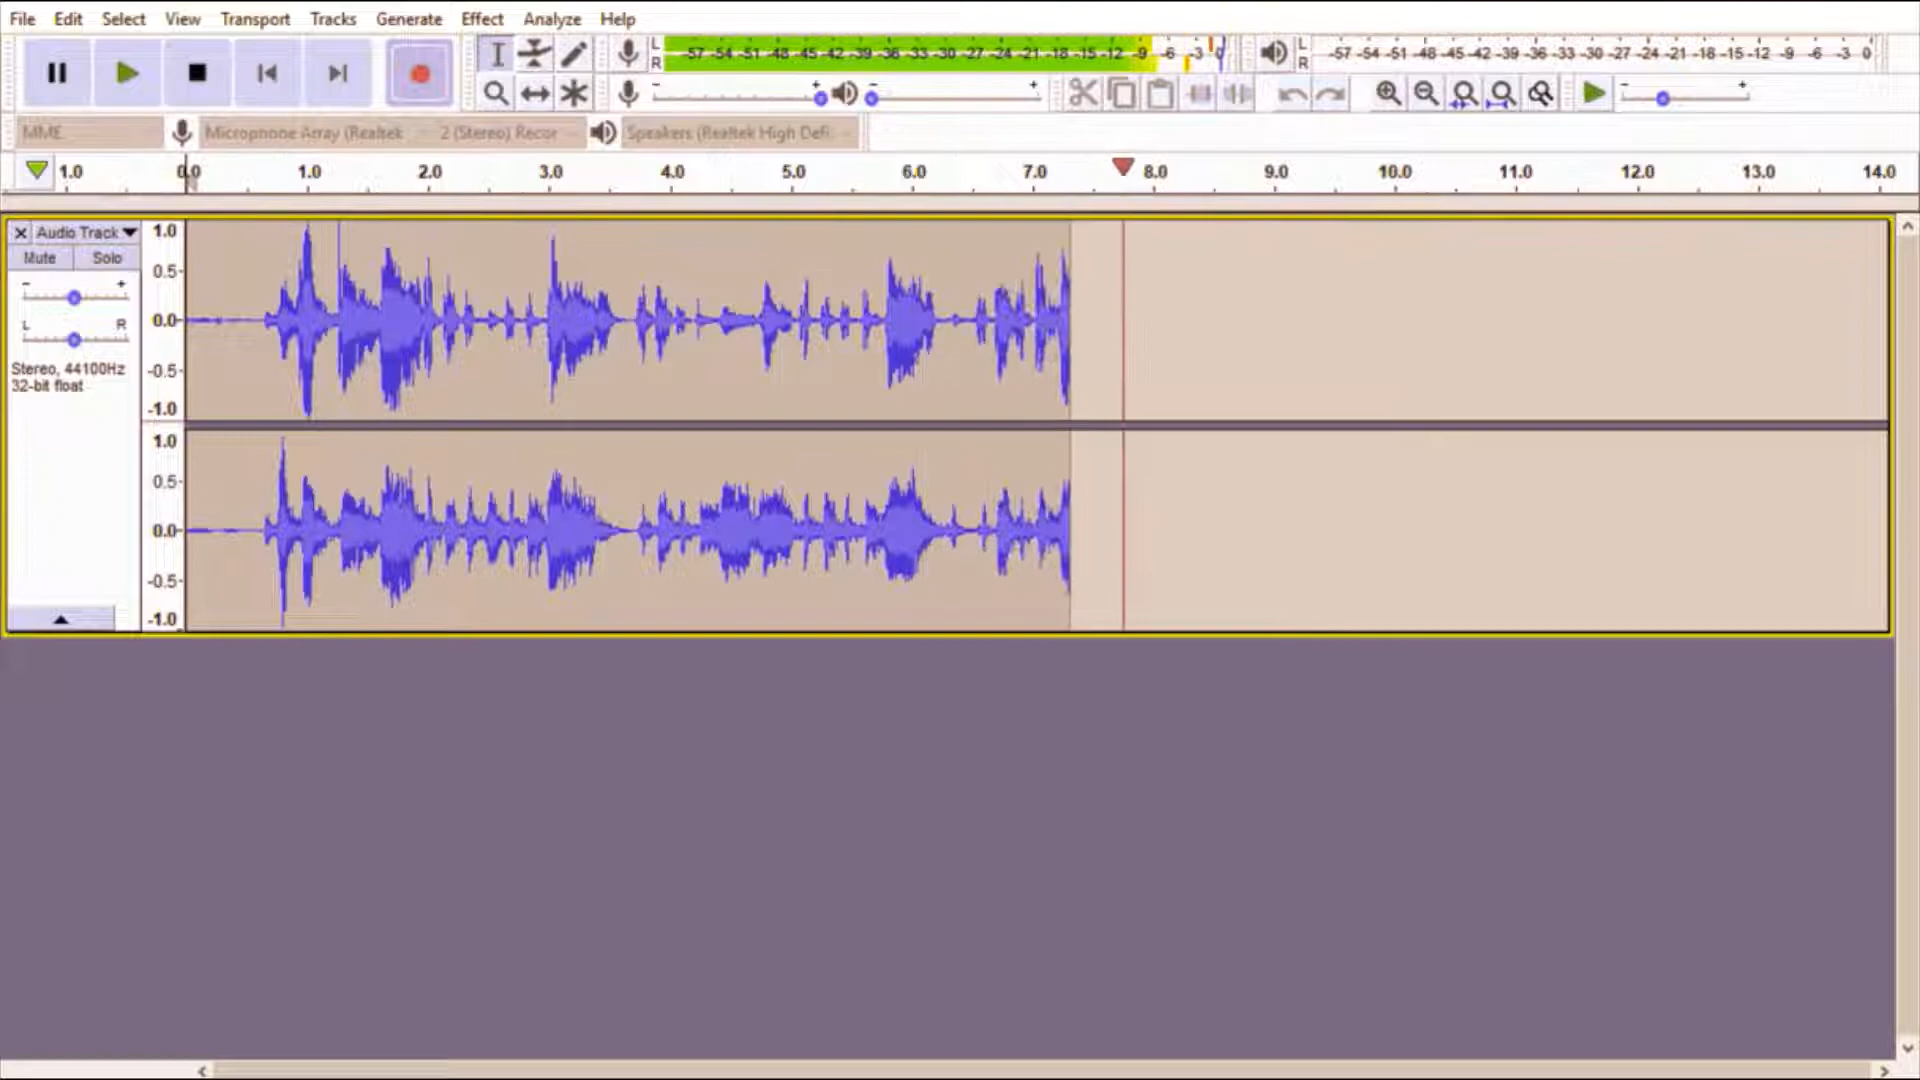 File Edit Select View Transport Tracks Generate Effect Analyze Help
L R -57 -54 -51 -48 -45 -42 -39 -36 -33 -30 -27 -24 -21 -18 -15 -12 -9 -6 -3 0 L R -57 -54 -51 -48 -45 -42 -39 -36 -33 -30 -27 -24 -21 -18 -15 -12 -9 -6 -3 0
- + - + - +
MME Microphone Array (Realtek 2 (Stereo) Recor Speakers (Realtek High Defi
1.0 0.0 1.0 2.0 3.0 4.0 5.0 6.0 7.0 8.0 9.0 10.0 11.0 12.0 13.0 14.0
Audio Track 1.0
Mute Solo
0.5
- +
L R 0.0
Stereo, 44100Hz -0.5
32-bit float
-1.0
1.0
0.5
0.0
-0.5
-1.0